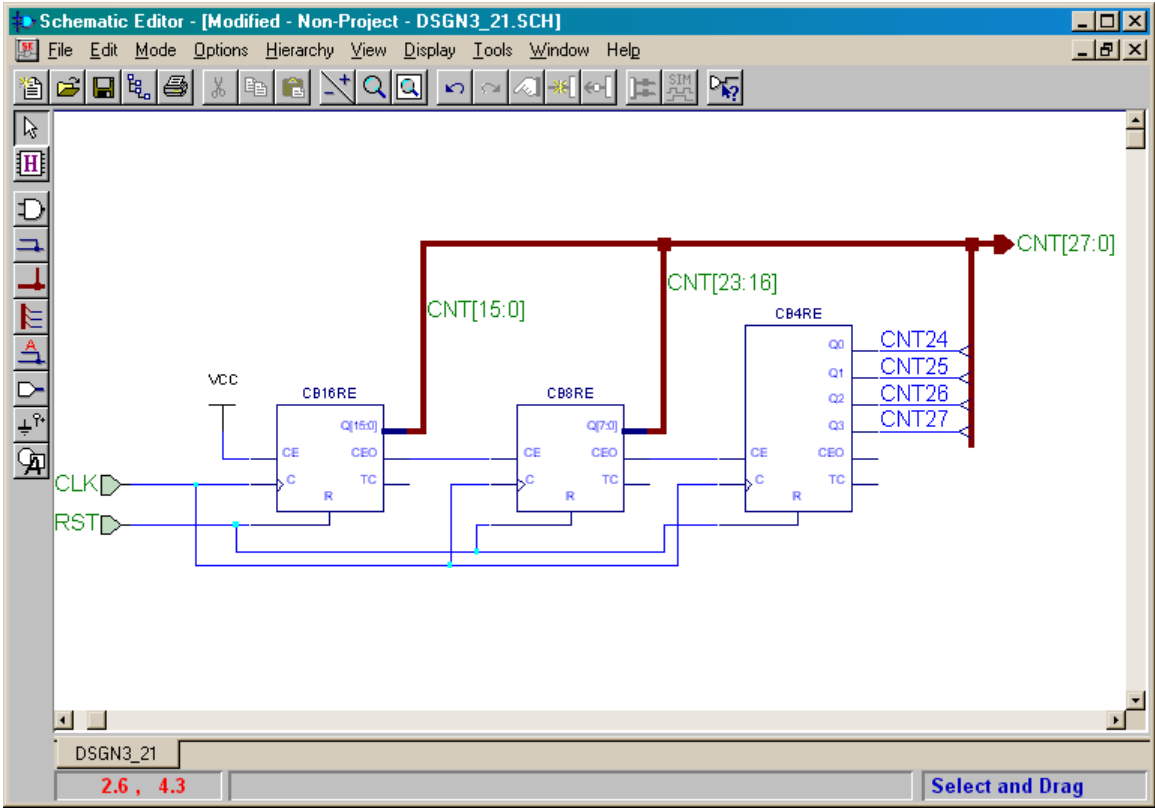 Schematic Editor - [Modified - Non-Project - DSGN3_21.SCH]
File Edit Mode Options Hierarchy View Display Tools Window Help
SIM
H
A
A
CNT[27:0]
CNT[23:16]
CNT[15:0]
CB4RE
Q0 CNT24
Q1 CNT25
Q2 CNT26
Q3 CNT27
VCC
CB16RE
CB8RE
Q[15:0]
Q[7:0]
CE CEO CE CEO CE CEO
CLK C TC C TC C TC
R R R
RST
DSGN3_21
2.6 , 4.3
Select and Drag